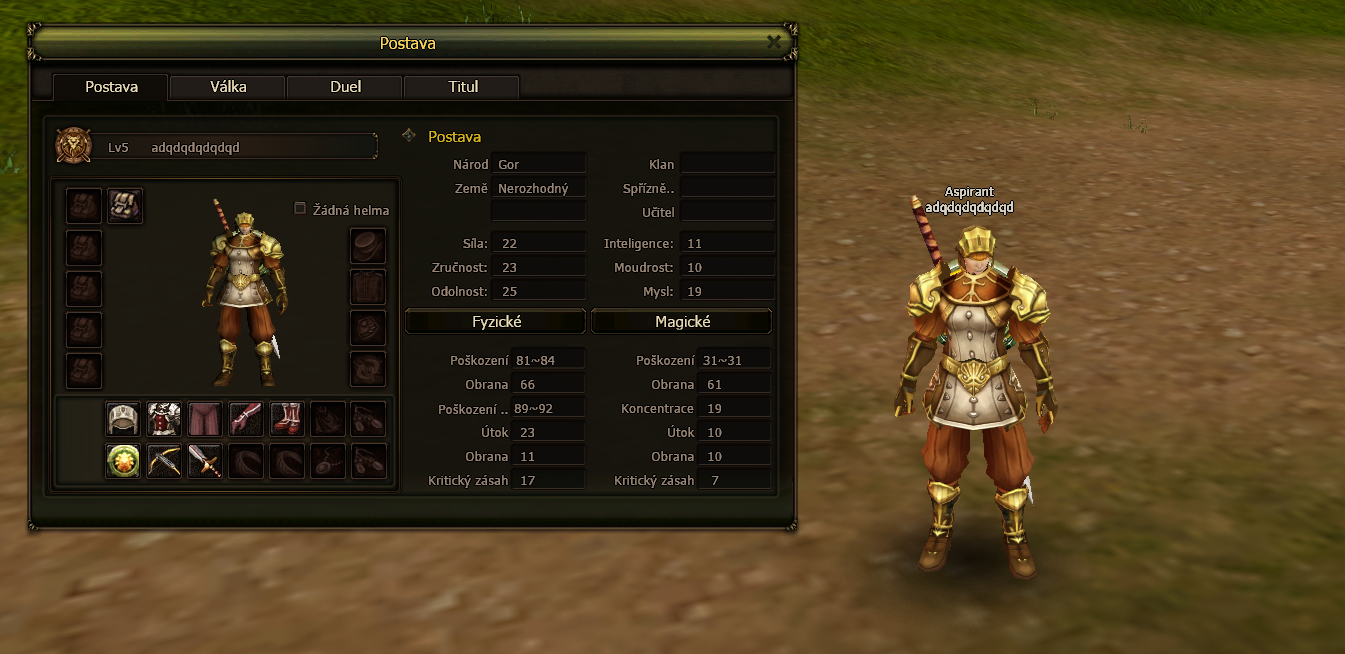 Postava
Postava Válka Duel Titul
Lv5 adqdqdqdqdqd
Žádná helma
Postava
Národ Gor Klan
Země Nerozhodný Spřízně..
Učitel
Síla: 22 Inteligence: 11
Zručnost: 23 Moudrost: 10
Odolnost: 25 Mysl: 19
Fyzické Magické
Poškození 81~84 Poškození 31~31
Obrana 66 Obrana 61
Poškození .. 89~92 Koncentrace 19
Útok 23 Útok 10
Obrana 11 Obrana 10
Kritický zásah 17 Kritický zásah 7
Aspirant
adqdqdqdqdqd